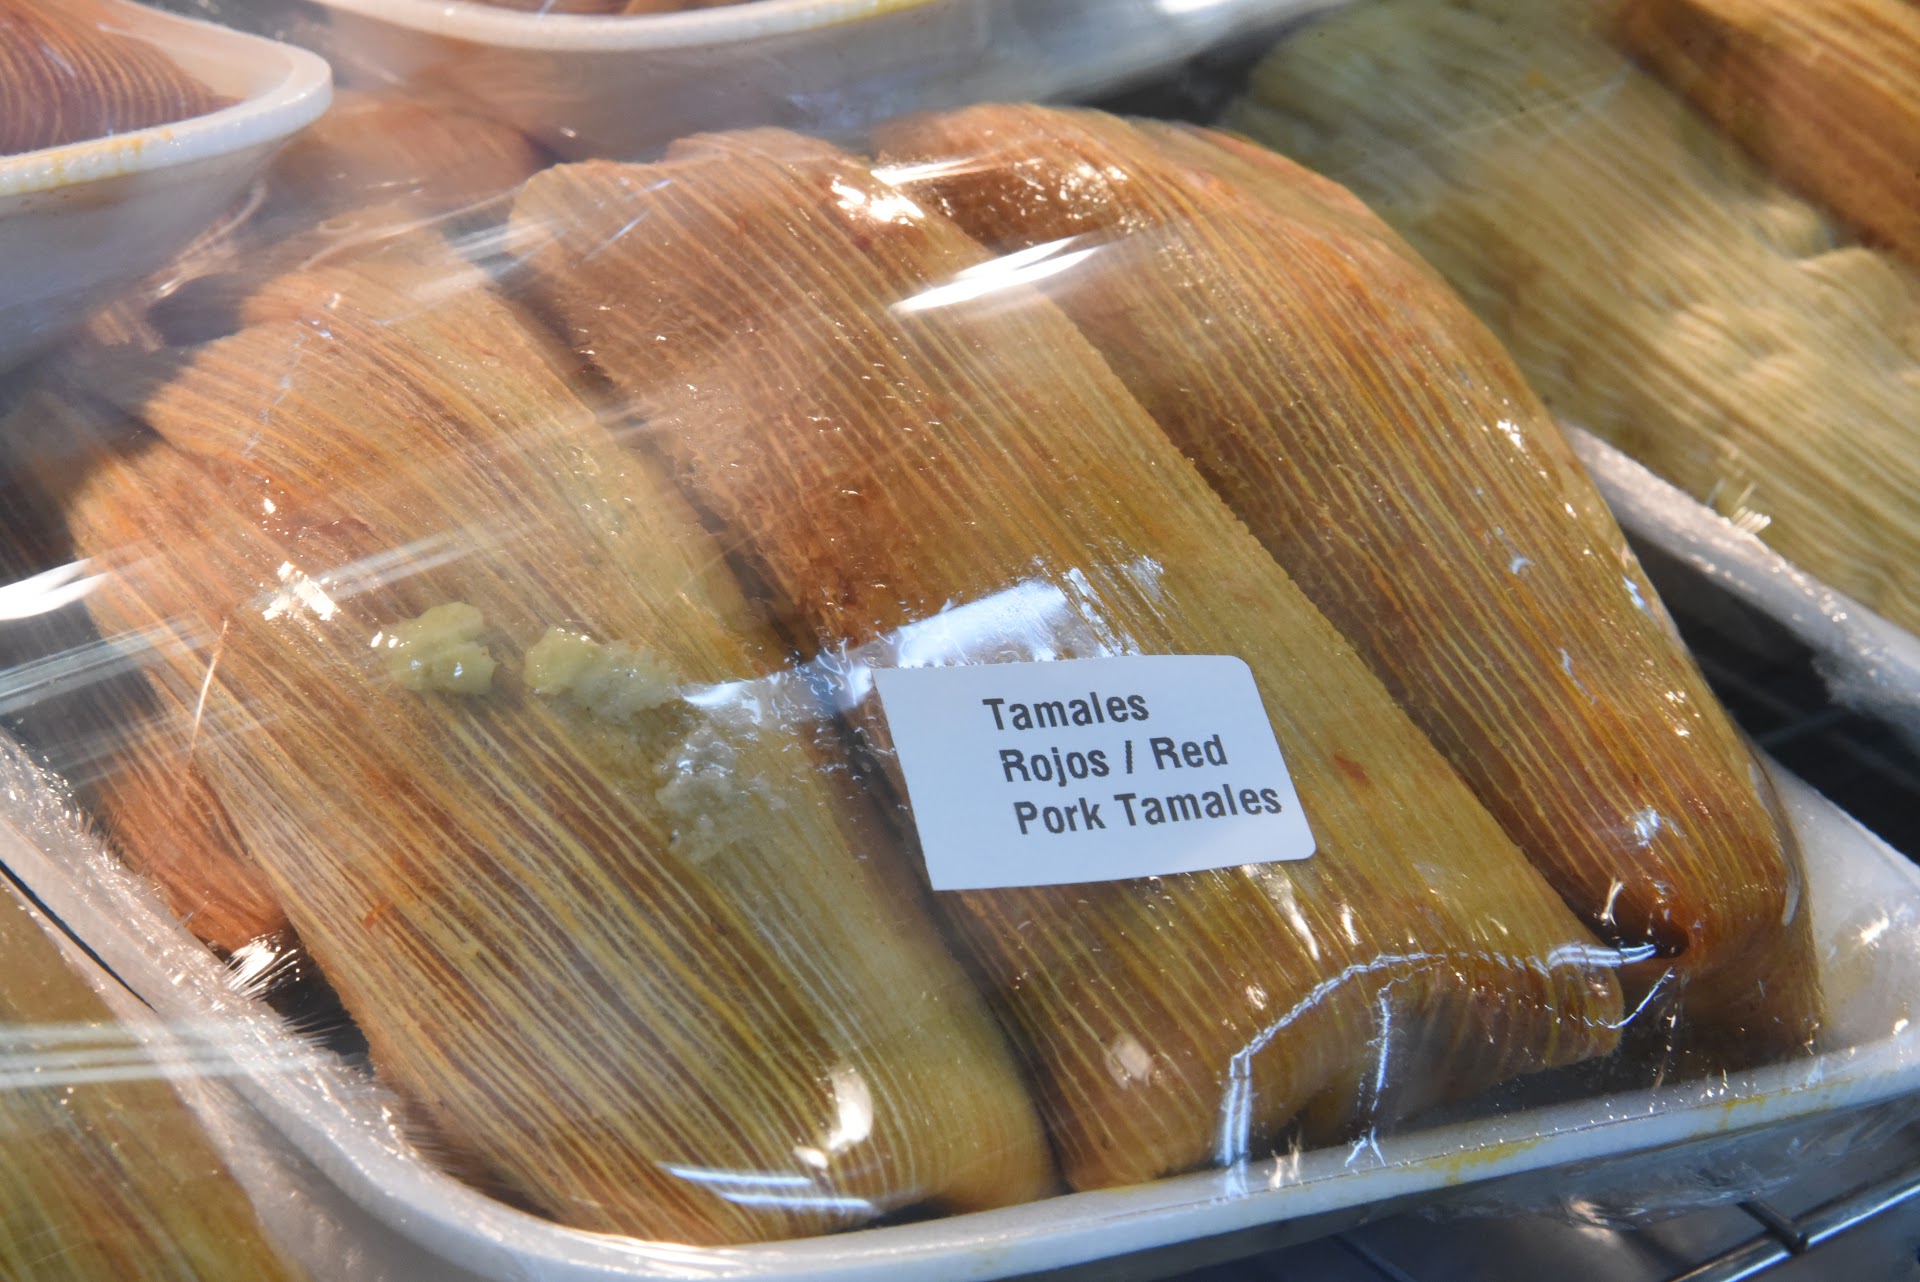 Tamales
Rojos / Red
Pork Tamales